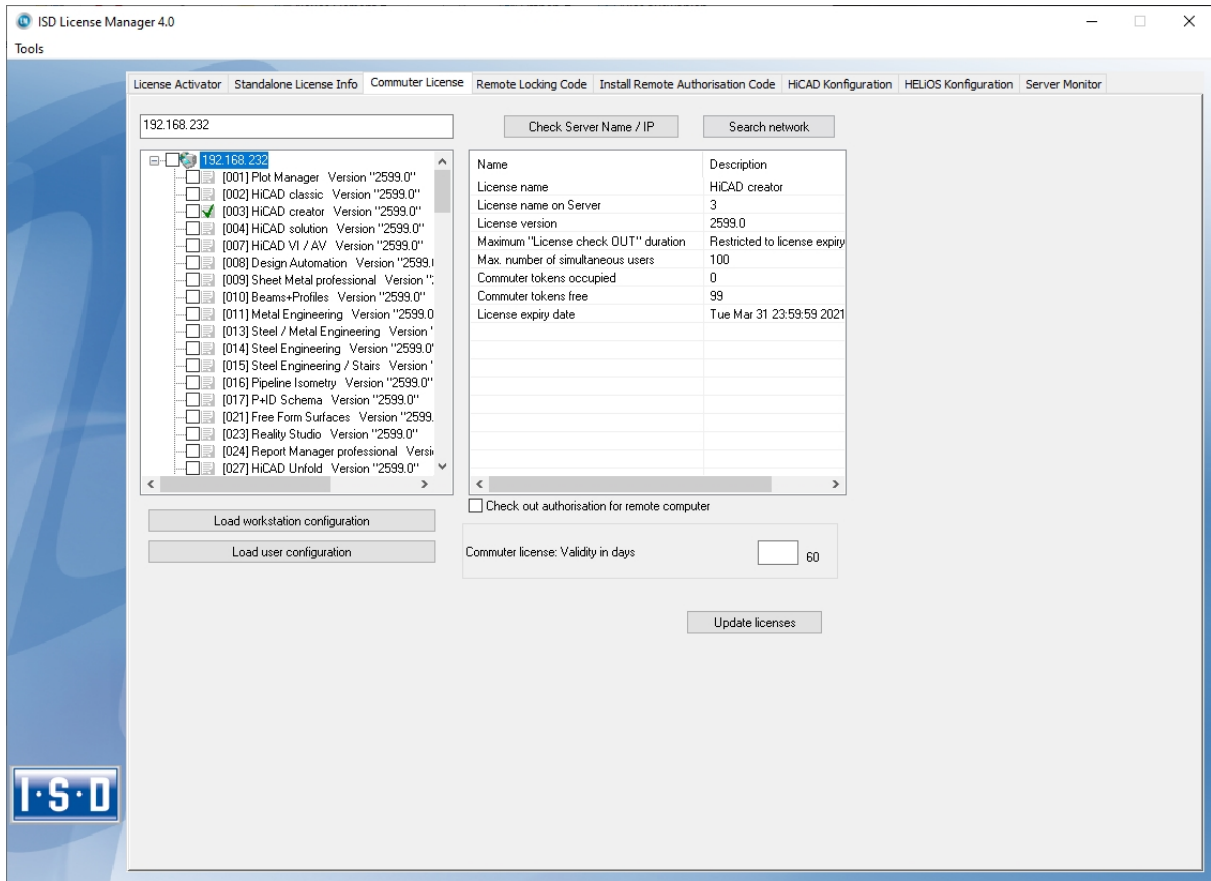 ISD License Manager 4.0
Tools
License Activator Standalone License Info Commuter License Remote Locking Code Install Remote Authorisation Code HiCAD Konfiguration HELiOS Konfiguration Server Monitor
192.168.232 Check Server Name / IP Search network
192.168.232
[001] Plot Manager Version "2599.0"
[002] HiCAD classic Version "2599.0"
[003] HiCAD creator Version "2599.0"
[004] HiCAD solution Version "2599.0"
[007] HiCAD VI / AV Version "2599.0"
[008] Design Automation Version "2599.
[009] Sheet Metal professional Version "
[010] Beams+Profiles Version "2599.0"
[011] Metal Engineering Version "2599.0
[013] Steel / Metal Engineering Version '
[014] Steel Engineering Version "2599.0'
[015] Steel Engineering / Stairs Version '
[016] Pipeline Isometry Version "2599.0"
[017] P+ID Schema Version "2599.0"
[021] Free Form Surfaces Version "2599.
[023] Reality Studio Version "2599.0"
[024] Report Manager professional Versi
[027] HiCAD Unfold Version "2599.0"
Name Description
License name HiCAD creator
License name on Server 3
License version 2599.0
Maximum "License check OUT" duration Restricted to license expiry
Max. number of simultaneous users 100
Commuter tokens occupied 0
Commuter tokens free 99
License expiry date Tue Mar 31 23:59:59 2021
Check out authorisation for remote computer
Load workstation configuration
Load user configuration
Commuter license: Validity in days 60
Update licenses
I·S·D